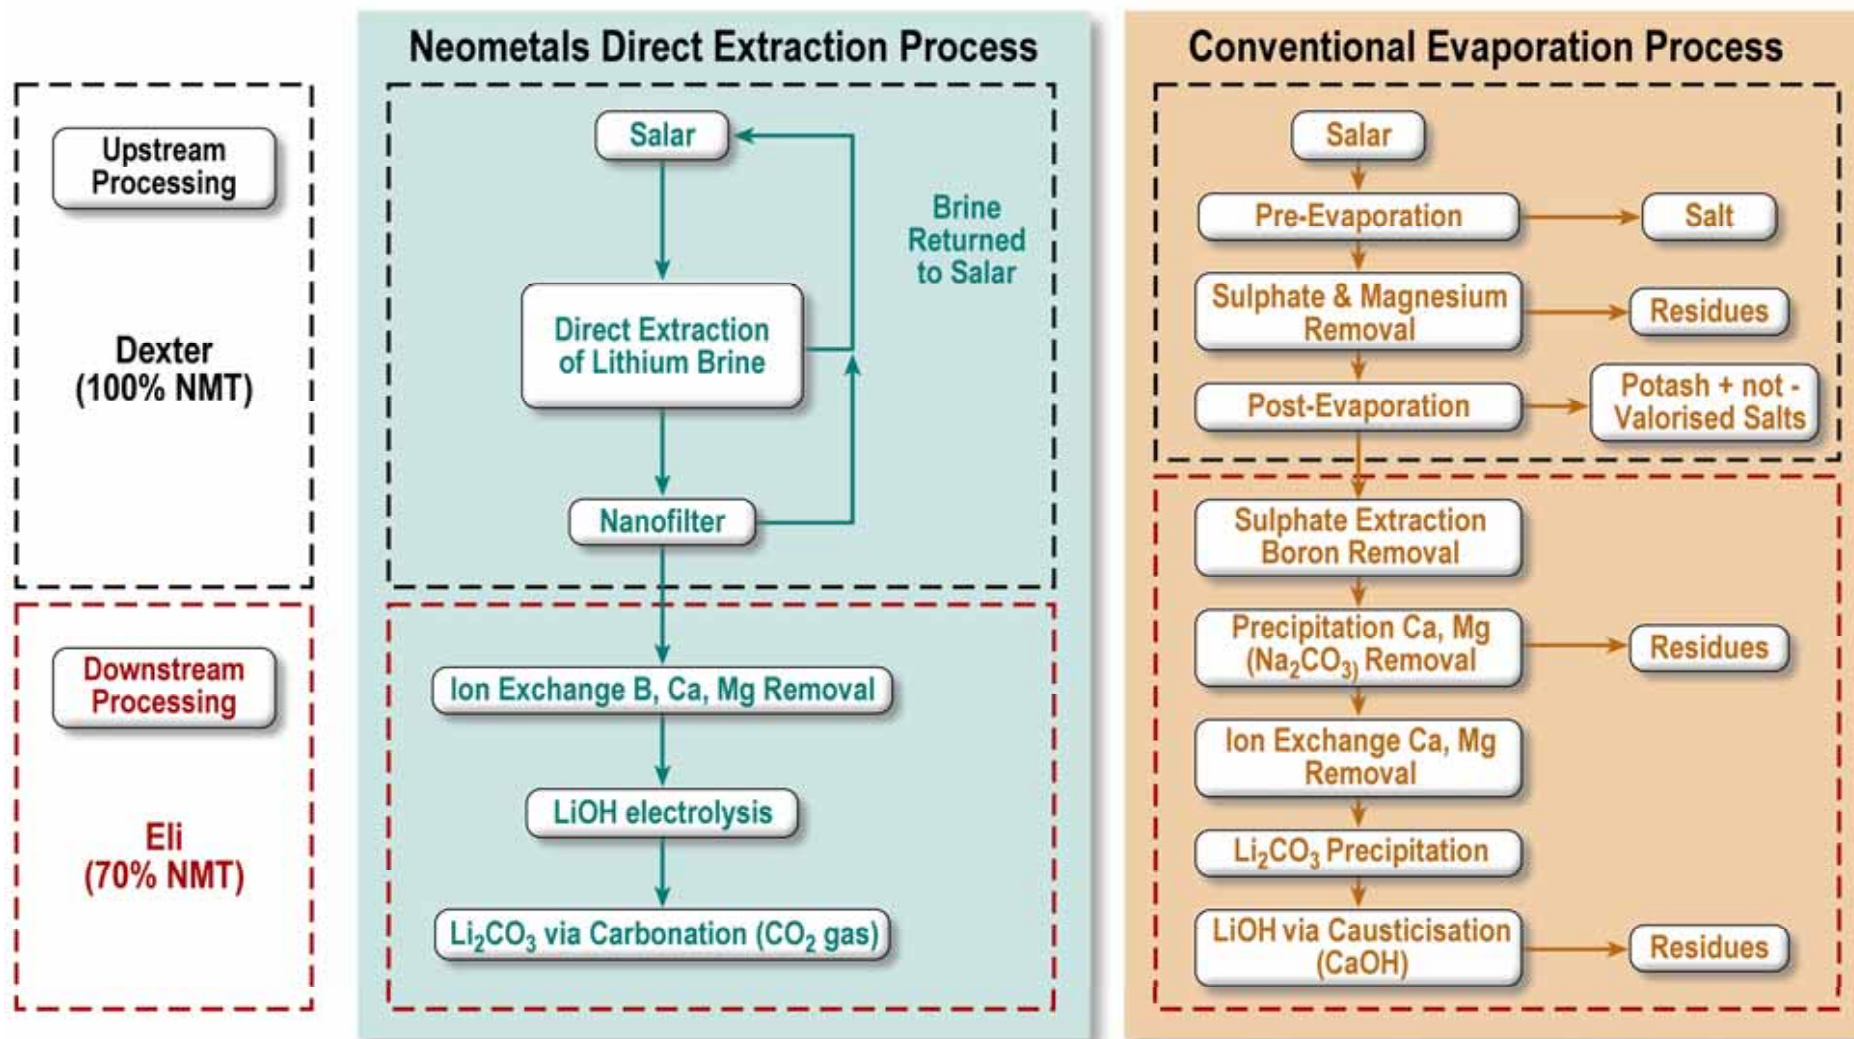 Upstream
Processing
Dexter
(100% NMT)
Downstream
Processing
Eli
(70% NMT)
Neometals Direct Extraction Process
Salar
Brine
Returned
to Salar
Direct Extraction
of Lithium Brine
Nanofilter
Ion Exchange B, Ca, Mg Removal
LiOH electrolysis
Li₂CO₃ via Carbonation (CO₂ gas)
Conventional Evaporation Process
Salar
Pre-Evaporation
Salt
Sulphate & Magnesium
Removal
Residues
Post-Evaporation
Potash + not -
Valorised Salts
Sulphate Extraction
Boron Removal
Precipitation Ca, Mg
(Na₂CO₃) Removal
Residues
Ion Exchange Ca, Mg
Removal
Li₂CO₃ Precipitation
LiOH via Causticisation
(CaOH)
Residues